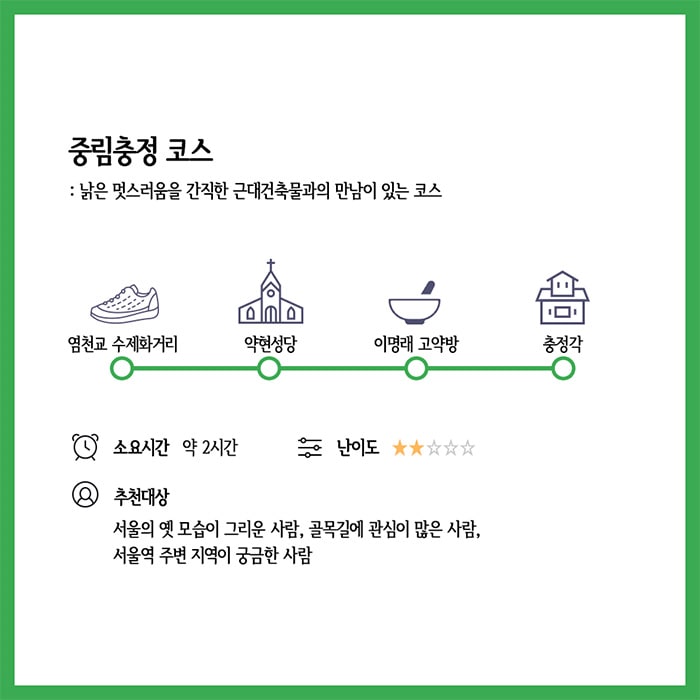 중림충정 코스
: 낡은 멋스러움을 간직한 근대건축물과의 만남이 있는 코스
염천교 수제화거리 약현성당 이명래 고약방 충정각
소요시간 약 2시간 난이도 ★★☆☆☆
추천대상
서울의 옛 모습이 그리운 사람, 골목길에 관심이 많은 사람,
서울역 주변 지역이 궁금한 사람